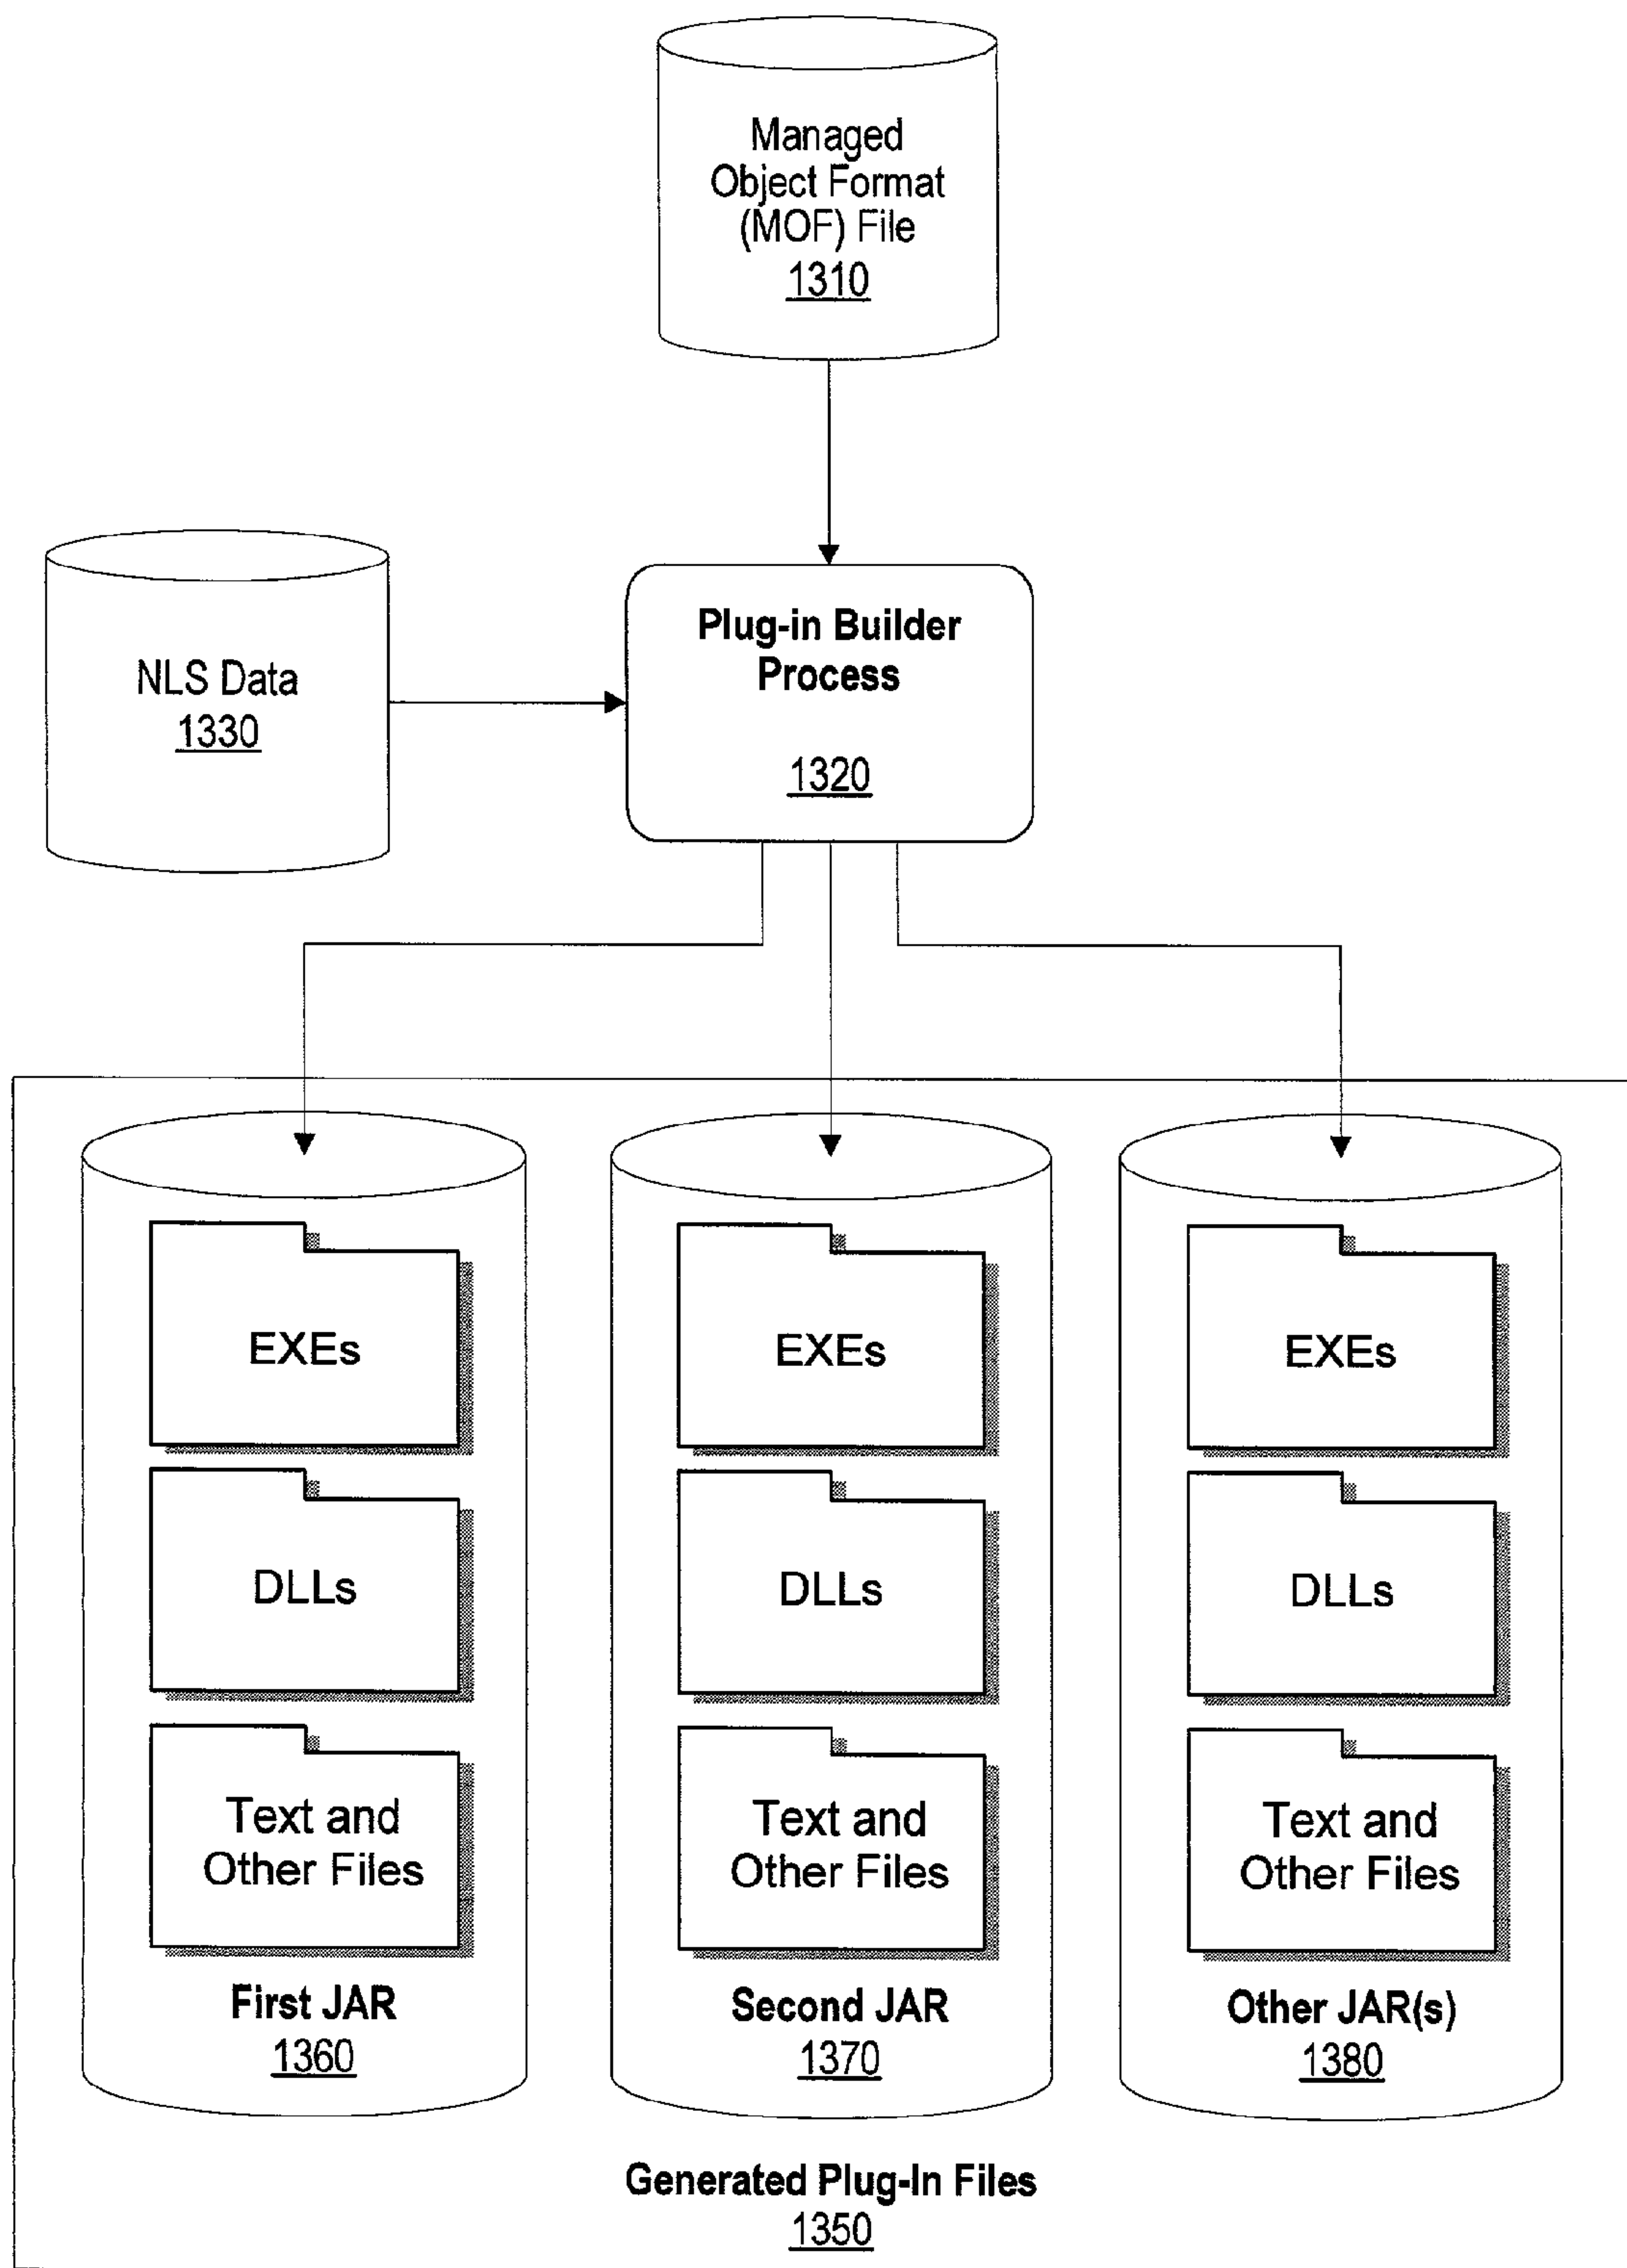 Managed
Object Format
(MOF) File
1310
NLS Data
1330
Plug-in Builder
Process
1320
EXEs
DLLs
Text and
Other Files
First JAR
1360
EXEs
DLLs
Text and
Other Files
Second JAR
1370
EXEs
DLLs
Text and
Other Files
Other JAR(s)
1380
Generated Plug-In Files
1350